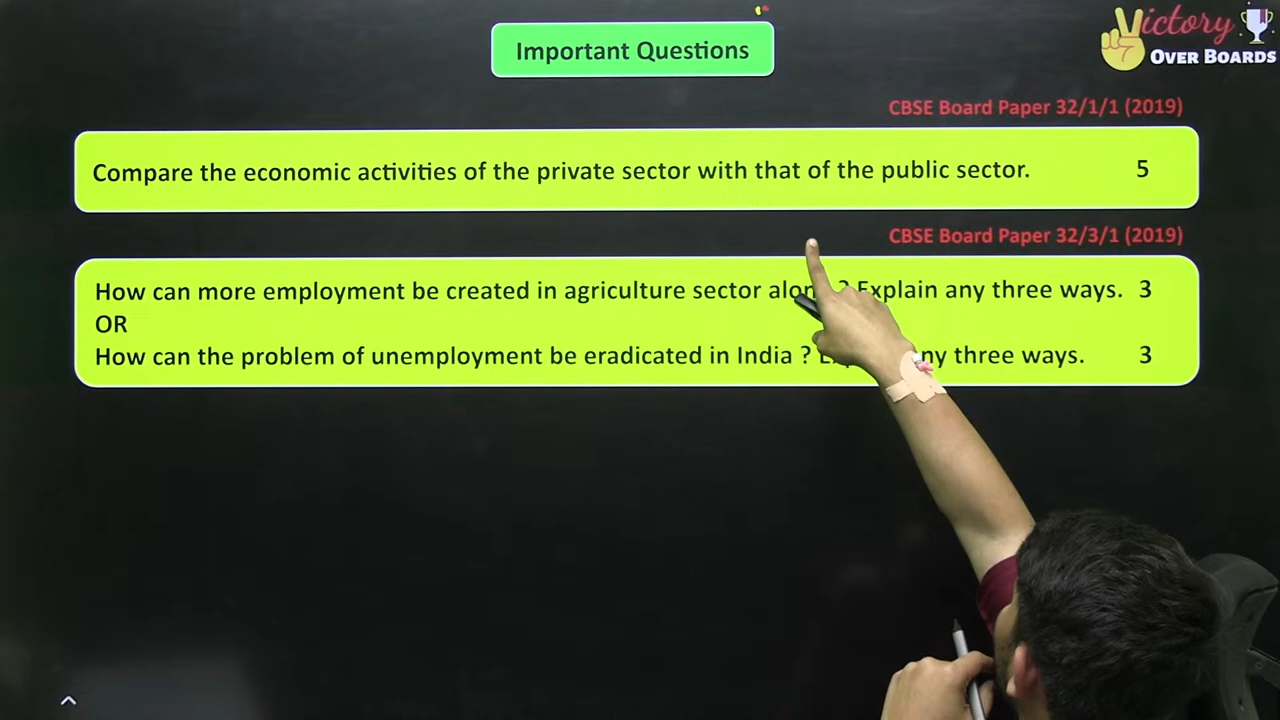 Important Questions
Victory
OVER BOARDS
CBSE Board Paper 32/1/1 (2019)
Compare the economic activities of the private sector with that of the public sector. 5
CBSE Board Paper 32/3/1 (2019)
How can more employment be created in agriculture sector ? Explain any three ways. 3
OR
How can the problem of unemployment be eradicated in India ? three ways. 3